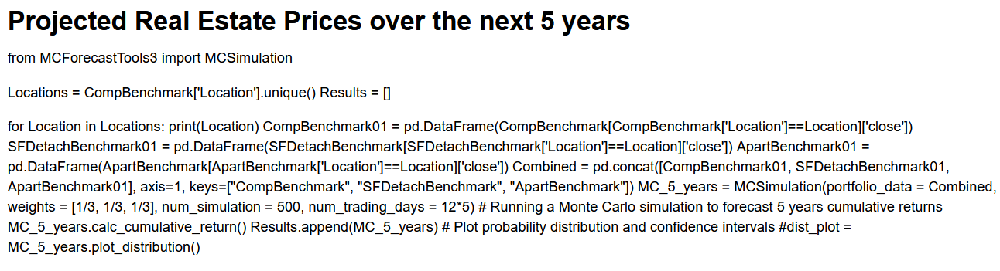 Projected Real Estate Prices over the next 5 years
from MCForecastTools3 import MCSimulation
Locations = CompBenchmark['Location'].unique() Results = []
for Location in Locations: print(Location) CompBenchmark01 = pd.DataFrame(CompBenchmark[CompBenchmark['Location']==Location]['close'])
SFDetachBenchmark01 = pd.DataFrame(SFDetachBenchmark[SFDetachBenchmark['Location']==Location]['close']) ApartBenchmark01 =
pd.DataFrame(ApartBenchmark[ApartBenchmark['Location']==Location]['close']) Combined = pd.concat([CompBenchmark01, SFDetachBenchmark01,
ApartBenchmark01], axis=1, keys=["CompBenchmark", "SFDetachBenchmark", "ApartBenchmark"]) MC_5_years = MCSimulation(portfolio_data = Combined,
weights = [1/3, 1/3, 1/3], num_simulation = 500, num_trading_days = 12*5) # Running a Monte Carlo simulation to forecast 5 years cumulative returns
MC_5_years.calc_cumulative_return() Results.append(MC_5_years) # Plot probability distribution and confidence intervals #dist_plot =
MC_5_years.plot_distribution()